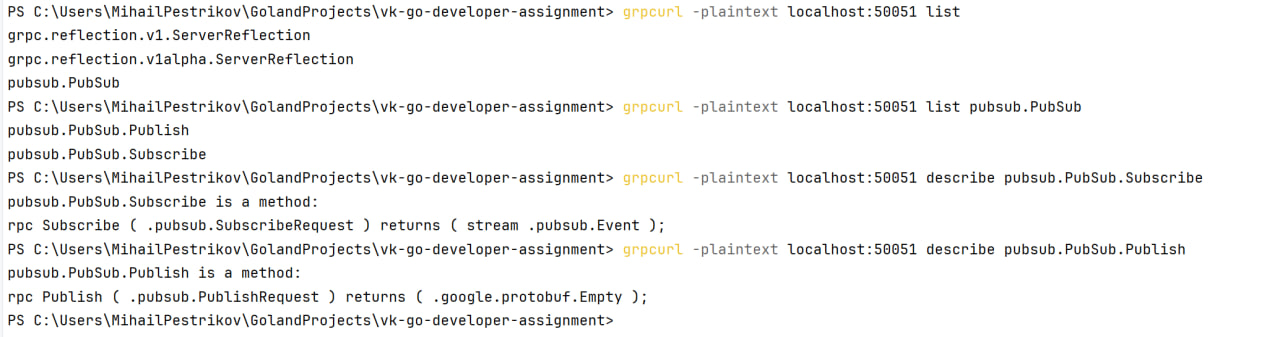 PS C:\Users\MihailPestrikov\GolandProjects\vk-go-developer-assignment> grpcurl -plaintext localhost:50051 list
grpc.reflection.v1.ServerReflection
grpc.reflection.v1alpha.ServerReflection
pubsub.PubSub
PS C:\Users\MihailPestrikov\GolandProjects\vk-go-developer-assignment> grpcurl -plaintext localhost:50051 list pubsub.PubSub
pubsub.PubSub.Publish
pubsub.PubSub.Subscribe
PS C:\Users\MihailPestrikov\GolandProjects\vk-go-developer-assignment> grpcurl -plaintext localhost:50051 describe pubsub.PubSub.Subscribe
pubsub.PubSub.Subscribe is a method:
rpc Subscribe ( .pubsub.SubscribeRequest ) returns ( stream .pubsub.Event );
PS C:\Users\MihailPestrikov\GolandProjects\vk-go-developer-assignment> grpcurl -plaintext localhost:50051 describe pubsub.PubSub.Publish
pubsub.PubSub.Publish is a method:
rpc Publish ( .pubsub.PublishRequest ) returns ( .google.protobuf.Empty );
PS C:\Users\MihailPestrikov\GolandProjects\vk-go-developer-assignment>